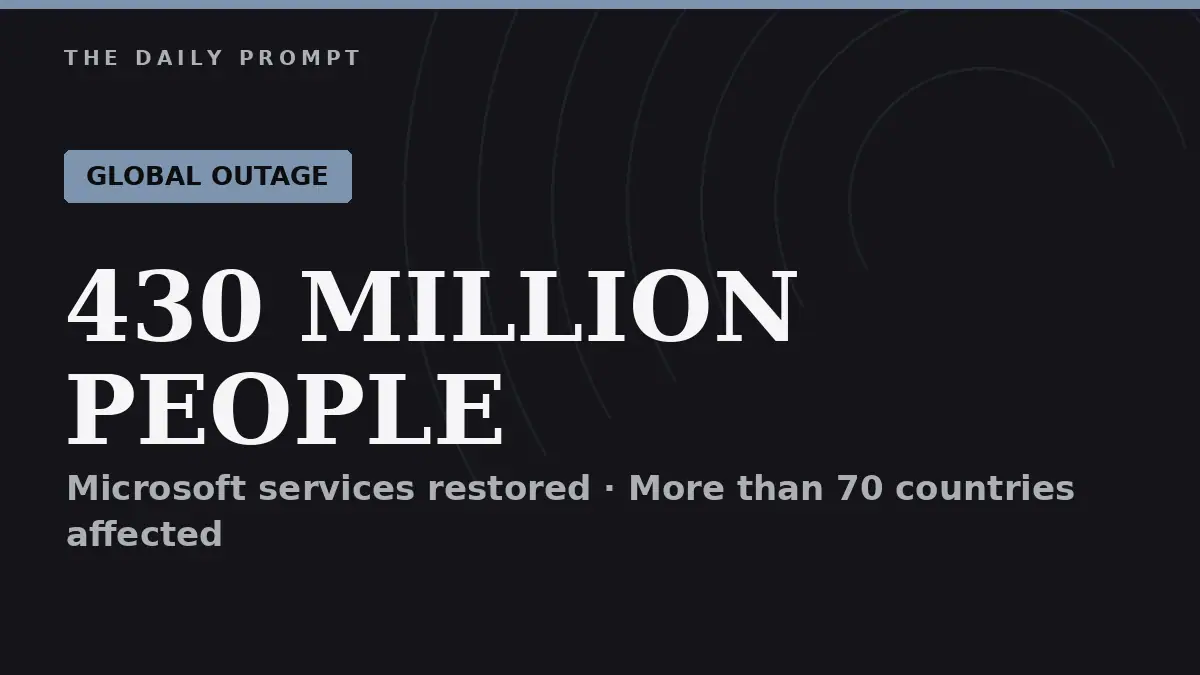 THE DAILY PROMPT
GLOBAL OUTAGE
430 MILLION
PEOPLE
Microsoft services restored · More than 70 countries
affected